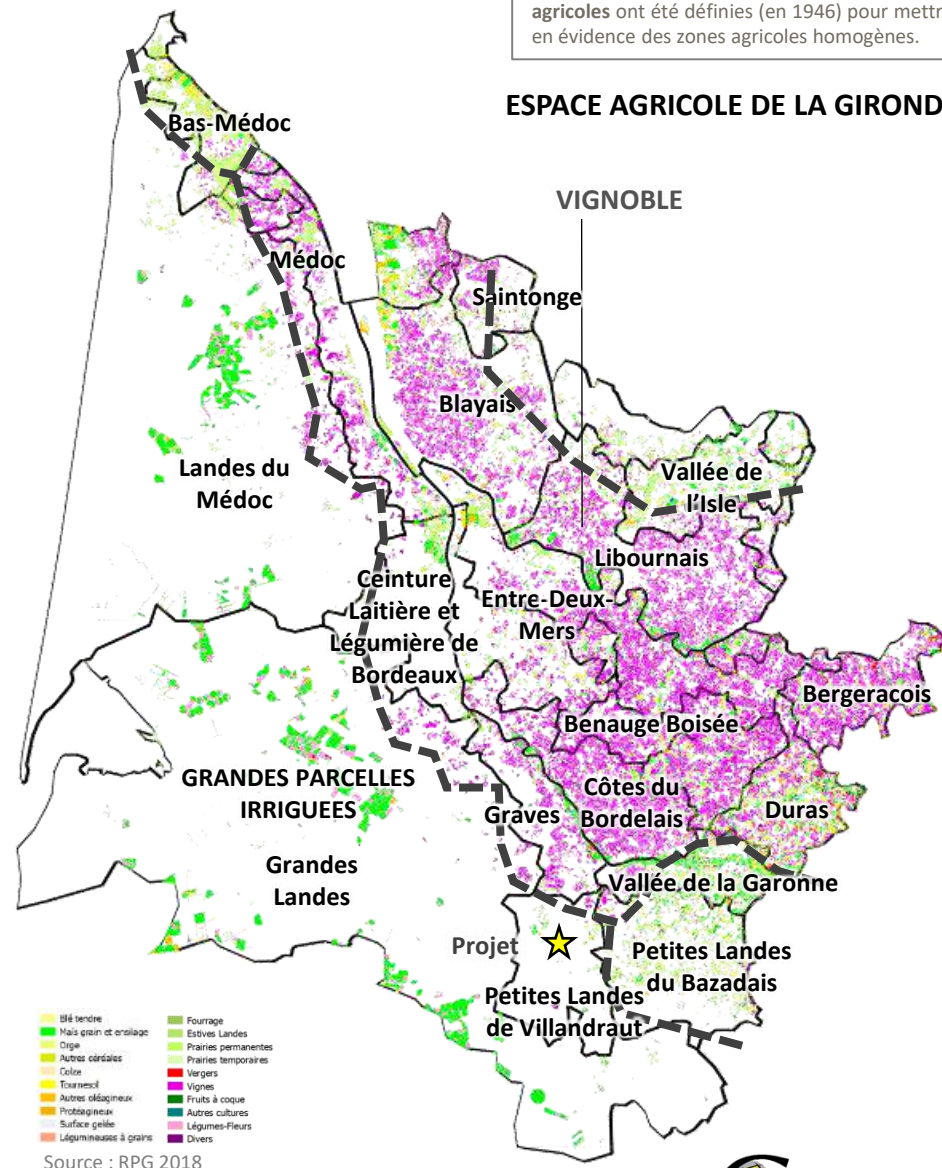 agricoles ont été définies (en 1946) pour mettr
en évidence des zones agricoles homogènes.
ESPACE AGRICOLE DE LA GIROND
VIGNOBLE
Bas-Médoc
Médoc
Saintonge
Blayais
Landes du
Médoc
Vallée de
l'Isle
Libournais
Ceinture
Laitière et
Légumière de
Bordeaux
Entre-Deux-
Mers
Bergeracois
Benauge Boisée
GRANDES PARCELLES
IRRIGUEES
Côtes du
Bordelais
Duras
Graves
Grandes
Landes
Vallée de la Garonne
Projet
Petites Landes
du Bazadais
Petites Landes
de Villandraut
Blé tendre
Maïs grain et ensilage
Orge
Autres céréales
Colza
Tournesol
Autres oléagineux
Protéagineux
Surface gelée
Légumineuses à grains
Fourrage
Estives Landes
Prairies permanentes
Prairies temporaires
Vergers
Vignes
Fruits à coque
Autres cultures
Légumes-Fleurs
Divers
Source : RPG 2018